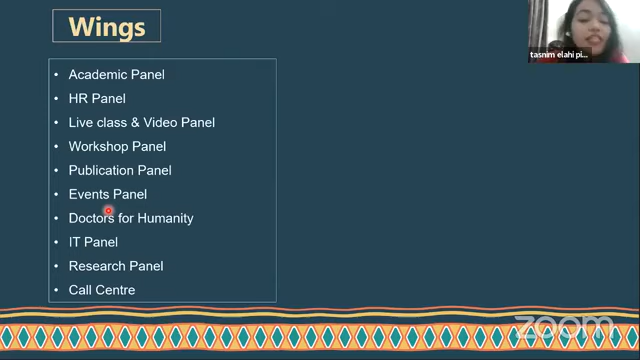 Wings
tasnim elahi pi...
• Academic Panel
• HR Panel
• Live class & Video Panel
• Workshop Panel
• Publication Panel
• Events Panel
• Doctors for Humanity
• IT Panel
• Research Panel
• Call Centre
zoom